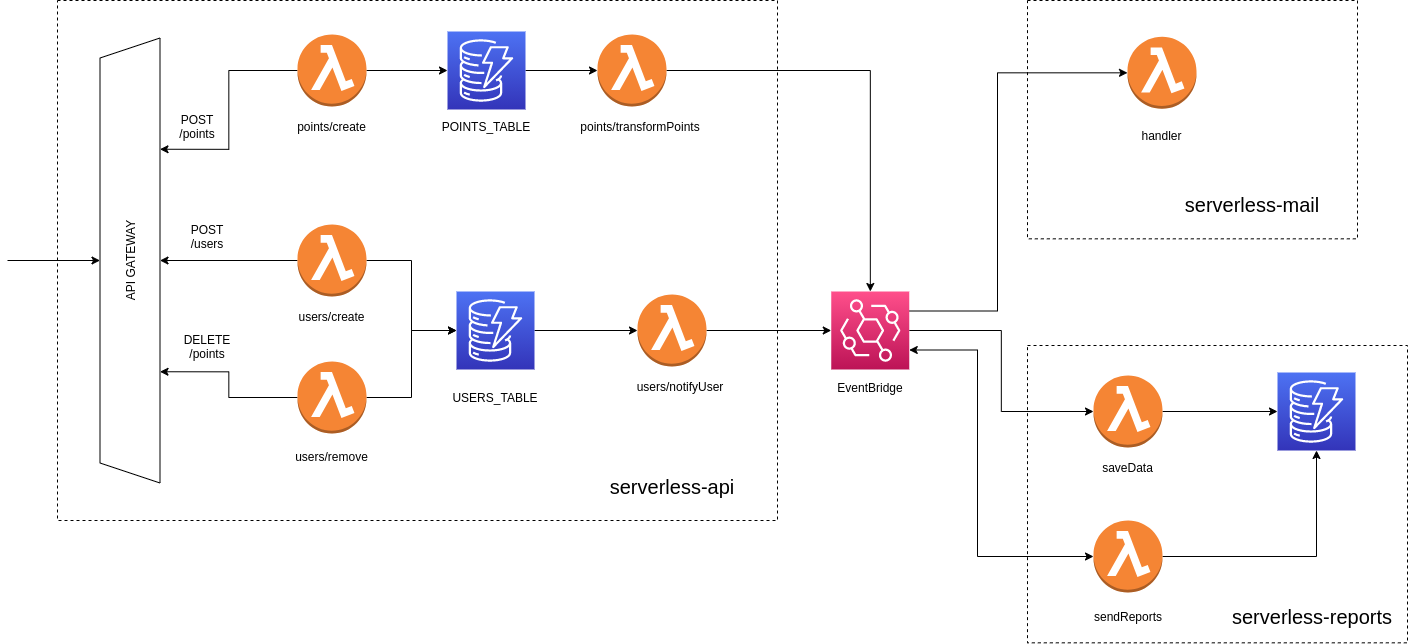 POST
/points
points/create
POINTS_TABLE
points/transformPoints
handler
serverless-mail
API GATEWAY
POST
/users
users/create
DELETE
/points
users/remove
USERS_TABLE
users/notifyUser
EventBridge
serverless-api
saveData
sendReports
serverless-reports